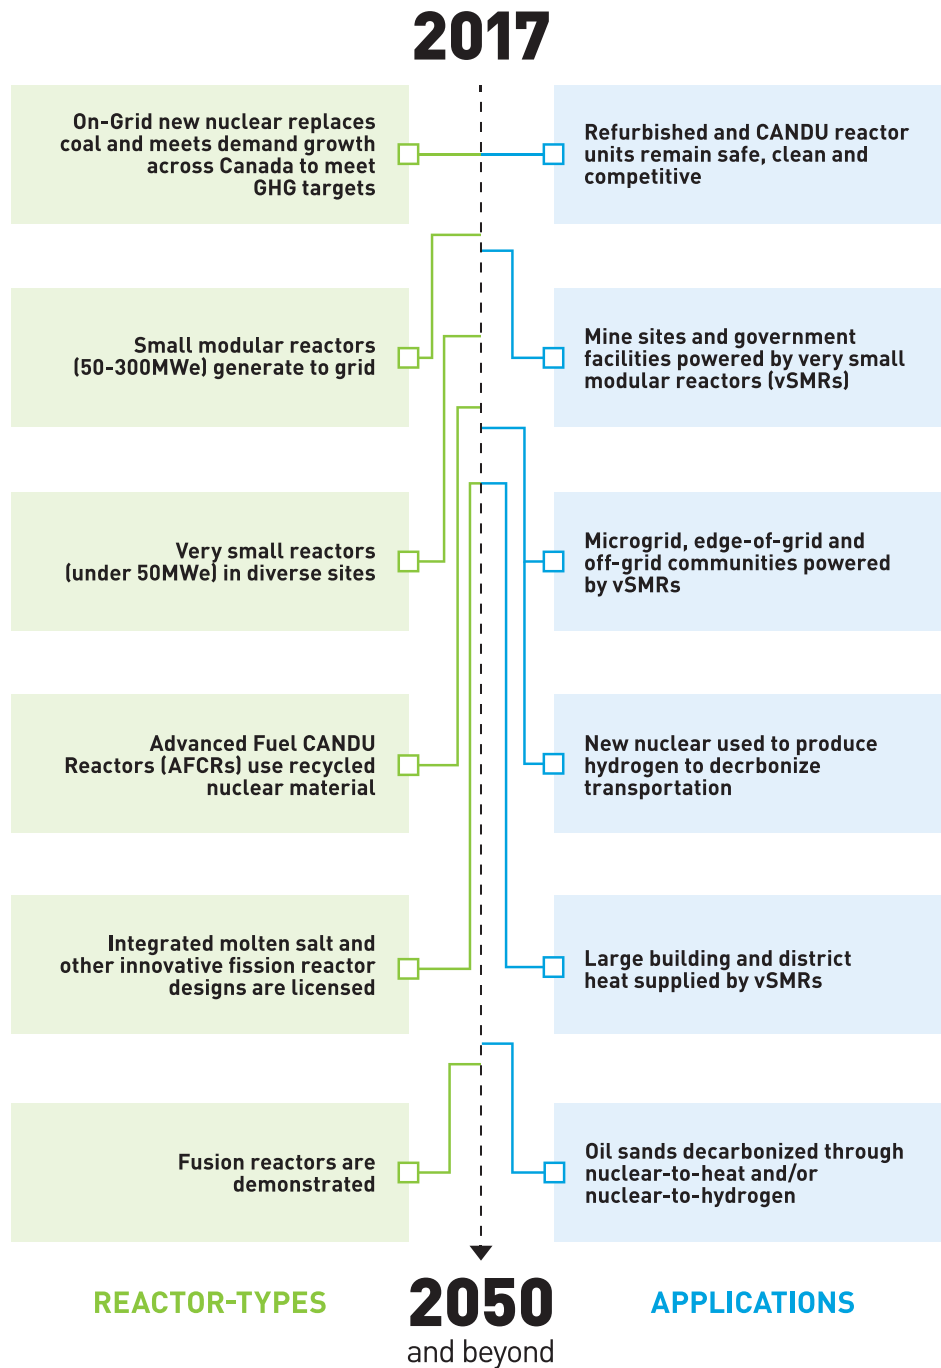 2017
On-Grid new nuclear replaces
coal and meets demand growth
across Canada to meet
GHG targets
Refurbished and CANDU reactor
units remain safe, clean and
competitive
Small modular reactors
(50-300MWe) generate to grid
Mine sites and government
facilities powered by very small
modular reactors (vSMRs)
Very small reactors
(under 50MWe) in diverse sites
Microgrid, edge-of-grid and
off-grid communities powered
by vSMRs
Advanced Fuel CANDU
Reactors (AFCRs) use recycled
nuclear material
New nuclear used to produce
hydrogen to decrbonize
transportation
Integrated molten salt and
other innovative fission reactor
designs are licensed
Large building and district
heat supplied by vSMRs
Fusion reactors are
demonstrated
Oil sands decarbonized through
nuclear-to-heat and/or
nuclear-to-hydrogen
REACTOR-TYPES
2050
and beyond
APPLICATIONS